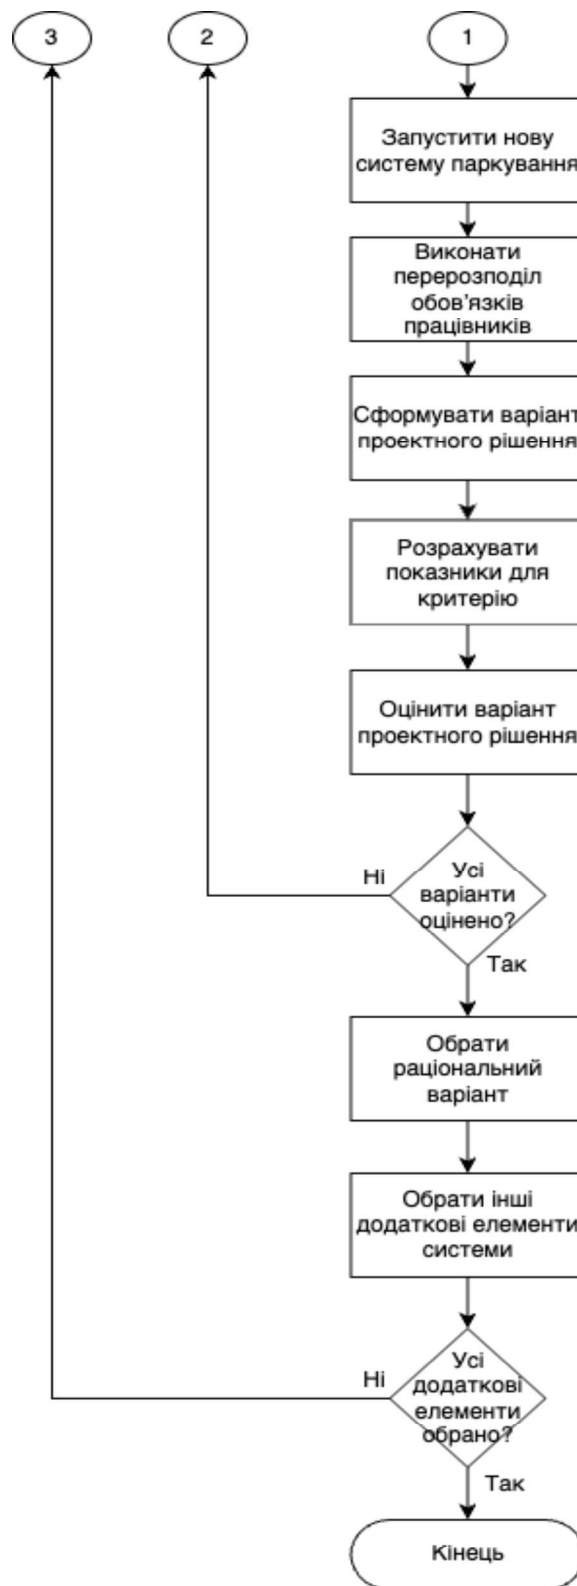 3
2
1
Запустити нову
систему паркування
Виконати
перерозподіл
обов'язків
працівників
Сформувати варіант
проектного рішення
Розрахувати
показники для
критерію
Оцінити варіант
проектного рішення
Усі
варіанти
оцінено?
Ні
Так
Обрати
раціональний
варіант
Обрати інші
додаткові елементи
системи
Усі
додаткові
елементи
обрано?
Ні
Так
Кінець